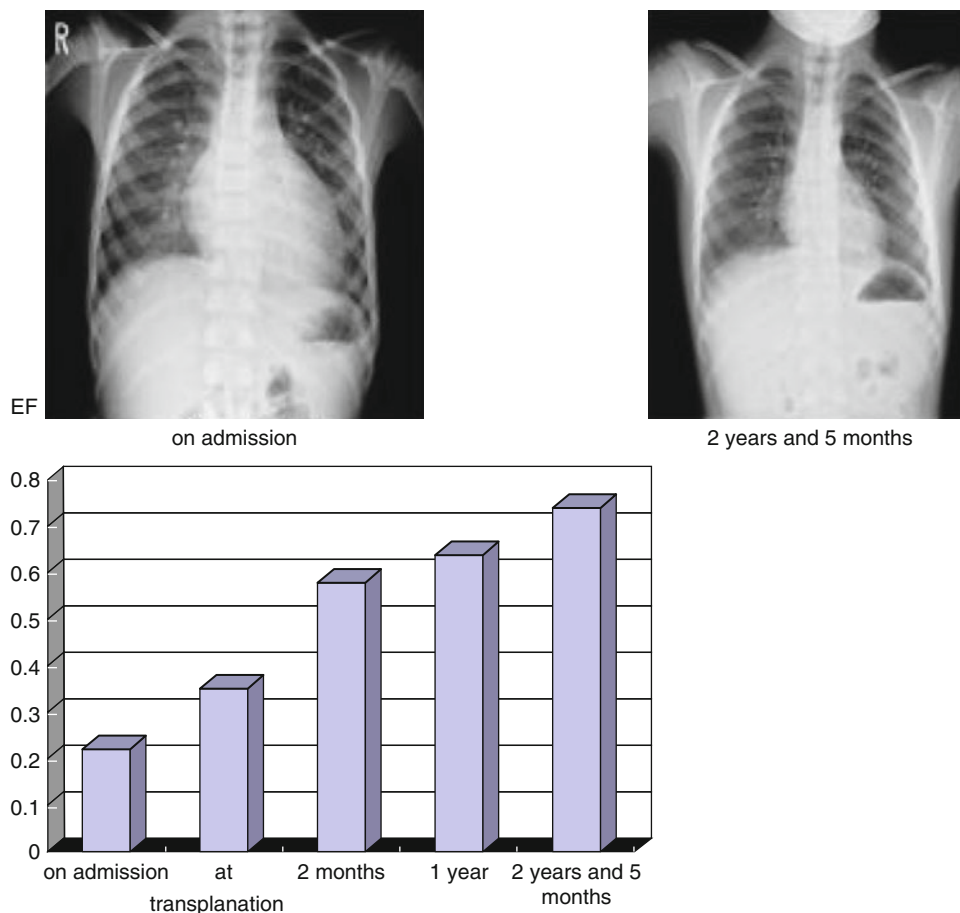 R
EF
on admission
2 years and 5 months
0.8
0.7
0.6
0.5
0.4
0.3
0.2
0.1
0
on admission
at
transplanation
2 months
1 year
2 years and 5
months